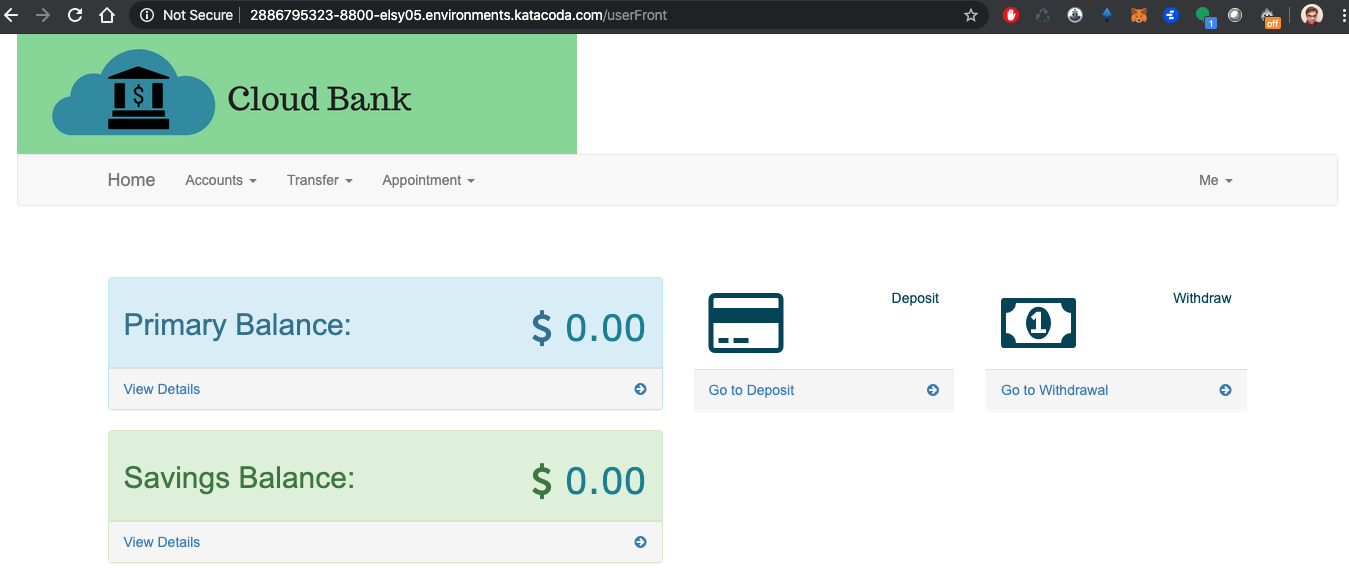 Not Secure 2886795323-8800-elsy05.environments.katacoda.com/userFront
1
off
$ Cloud Bank
Home Accounts Transfer Appointment Me
Primary Balance: $ 0.00
View Details
Deposit
1
Go to Deposit
Withdraw
Go to Withdrawal
Savings Balance: $ 0.00
View Details